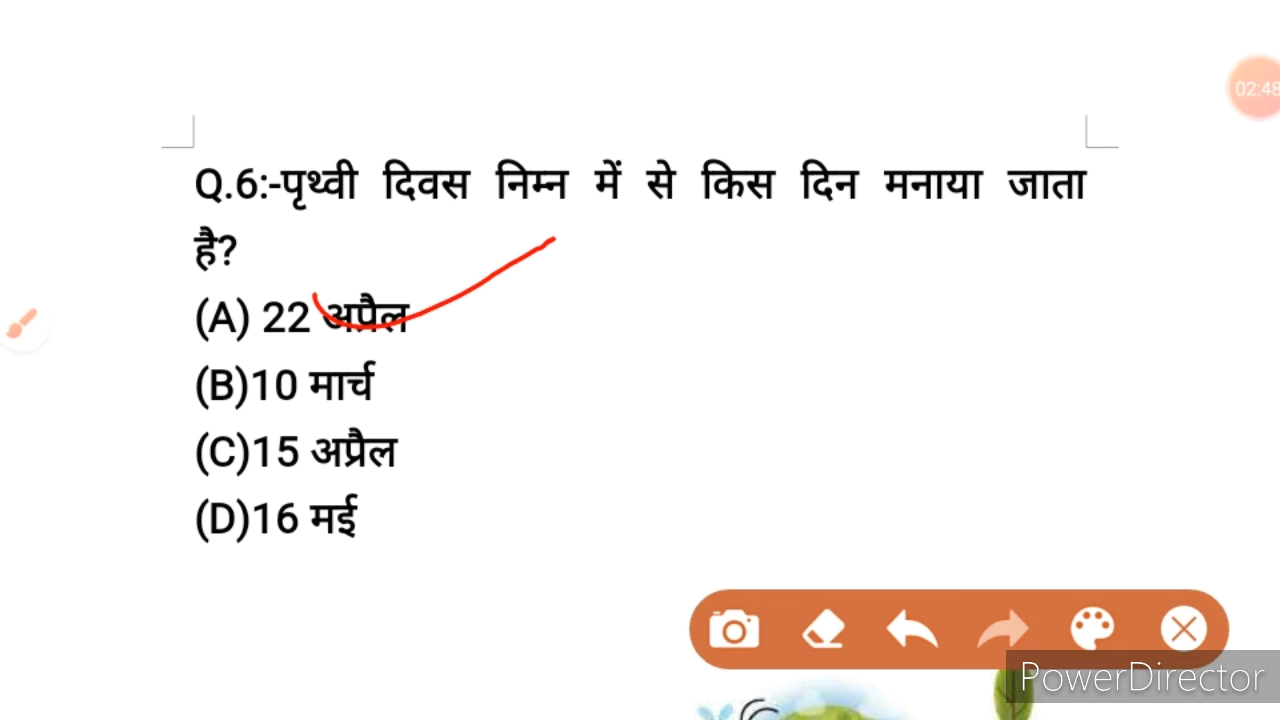 02:48
Q.6:-पृथ्वी दिवस निम्न में से किस दिन मनाया जाता
है?
(A) 22 अप्रैल
(B)10 मार्च
(C)15 अप्रैल
(D)16 मई
PowerDirector